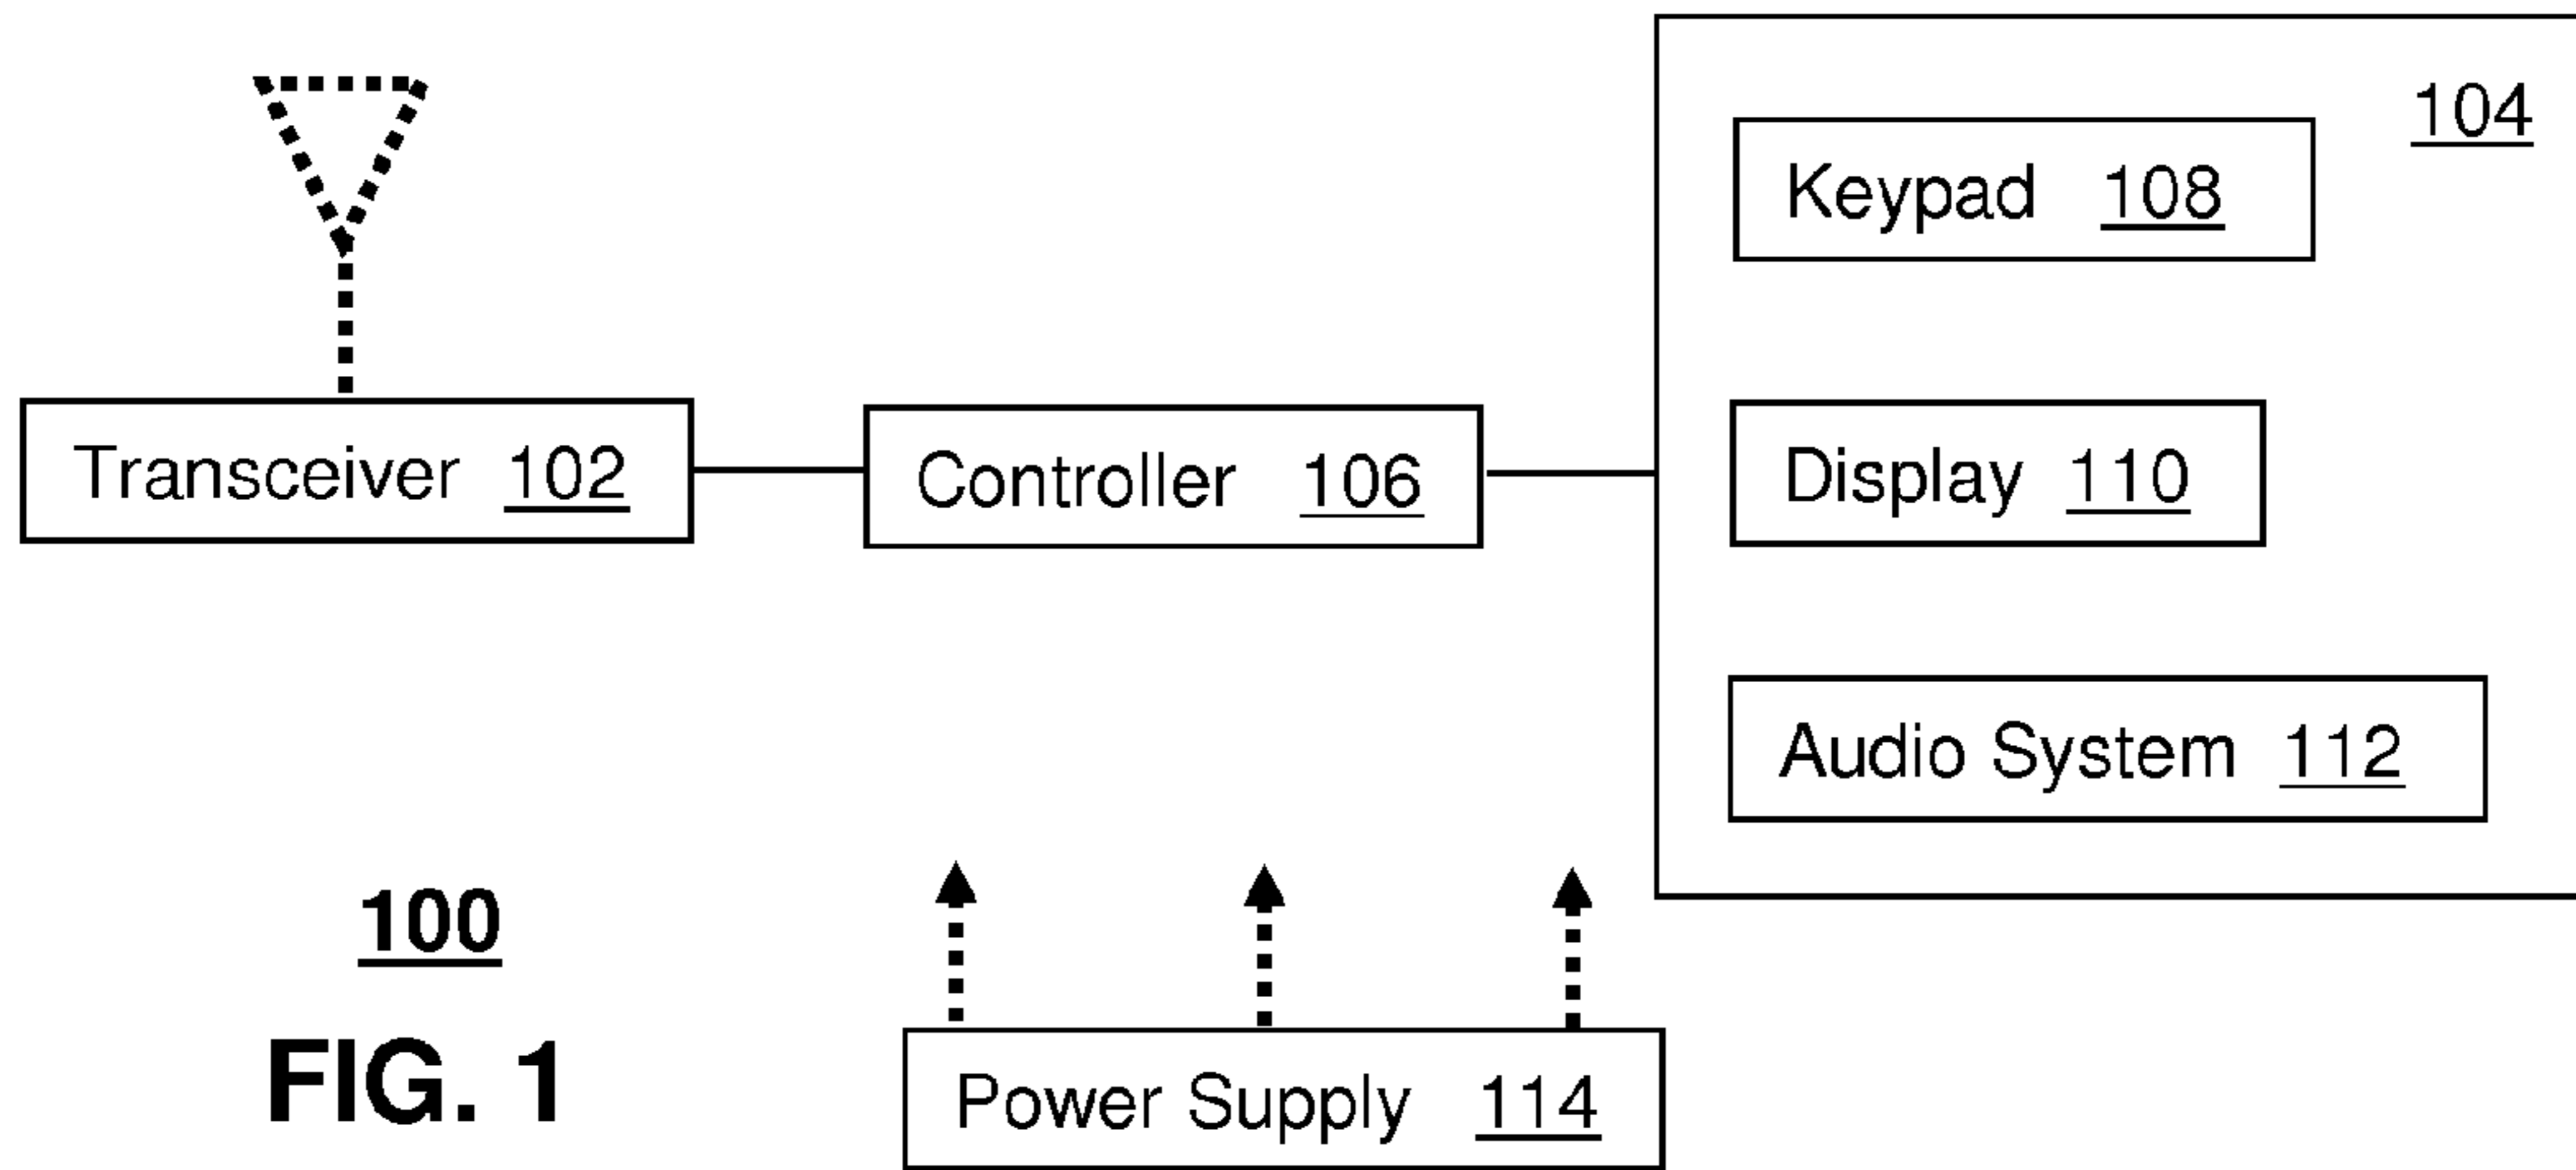 104
Keypad 108
Transceiver 102
Controller 106
Display 110
Audio System 112
100
FIG. 1
Power Supply 114